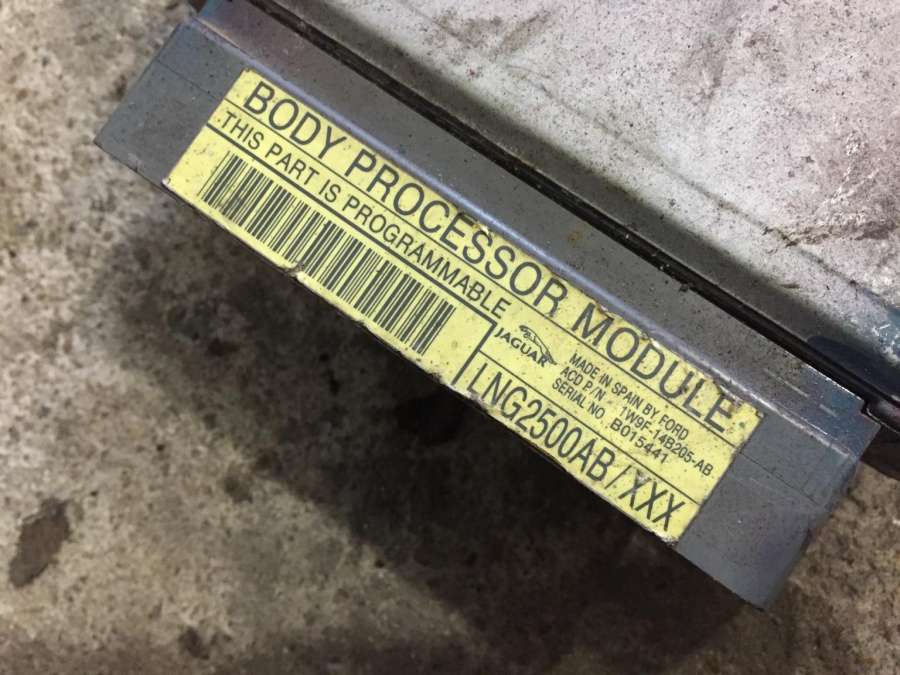 BODY PROCESSOR MODULE
THIS PART IS PROGRAMMABLE
JAGUAR
MADE IN SPAIN BY FORD
ACD P/N 1W9F-14B205-AB
SERIAL NO. B015441
LNG2500AB/XXX